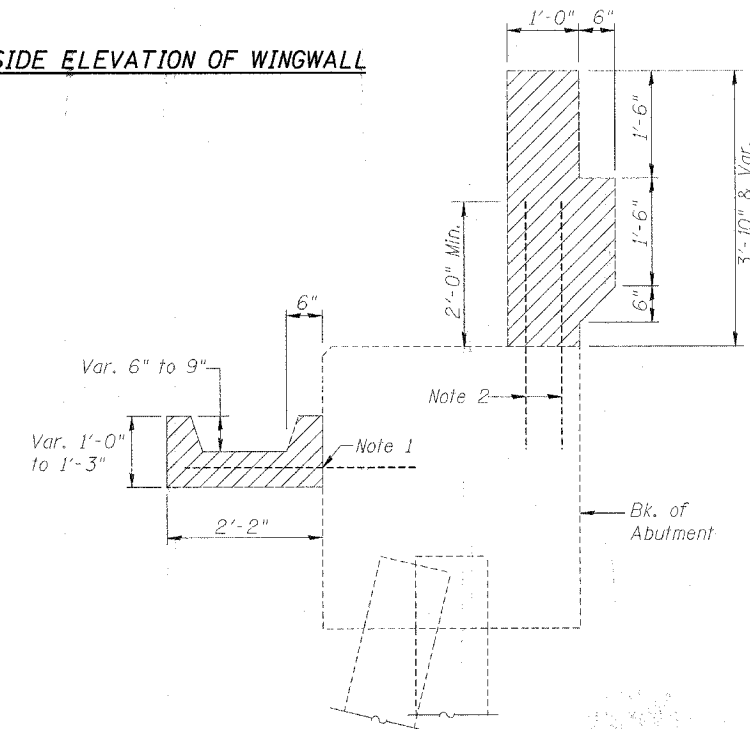 SIDE ELEVATION OF WINGWALL
1'-0"
6"
1'-6"
1'-6"
6"
3'-10" & Var.
2'-0" Min.
6"
Var. 6" to 9"
Note 2
Var. 1'-0"
to 1'-3"
Note 1
2'-2"
Bk. of
Abutment